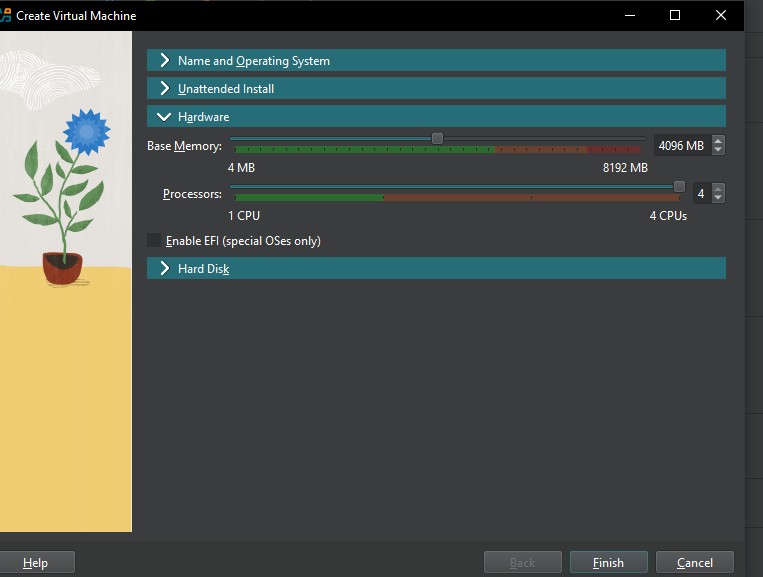 Create Virtual Machine
Name and Operating System
Unattended Install
Hardware
Base Memory: 4096 MB
4 MB 8192 MB
Processors: 4
1 CPU 4 CPUs
Enable EFI (special OSes only)
Hard Disk
Help Back Finish Cancel